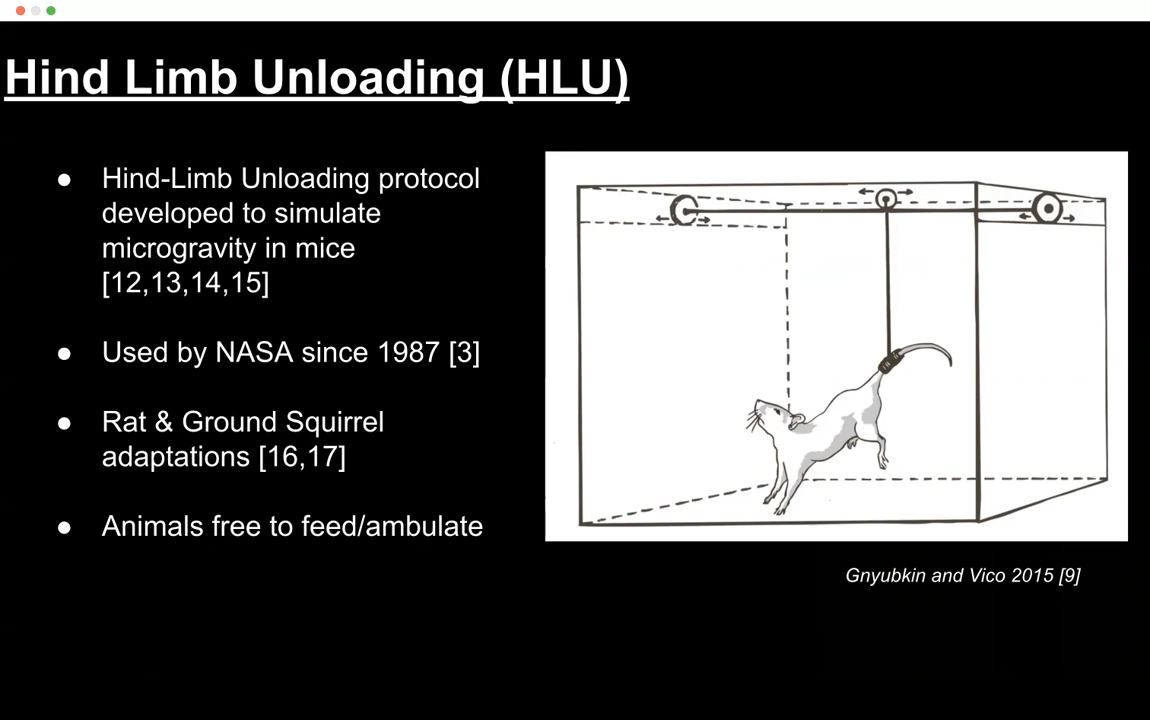 Hind Limb Unloading (HLU)
● Hind-Limb Unloading protocol
developed to simulate
microgravity in mice
[12,13,14,15]
● Used by NASA since 1987 [3]
● Rat & Ground Squirrel
adaptations [16,17]
● Animals free to feed/ambulate
Gnyubkin and Vico 2015 [9]